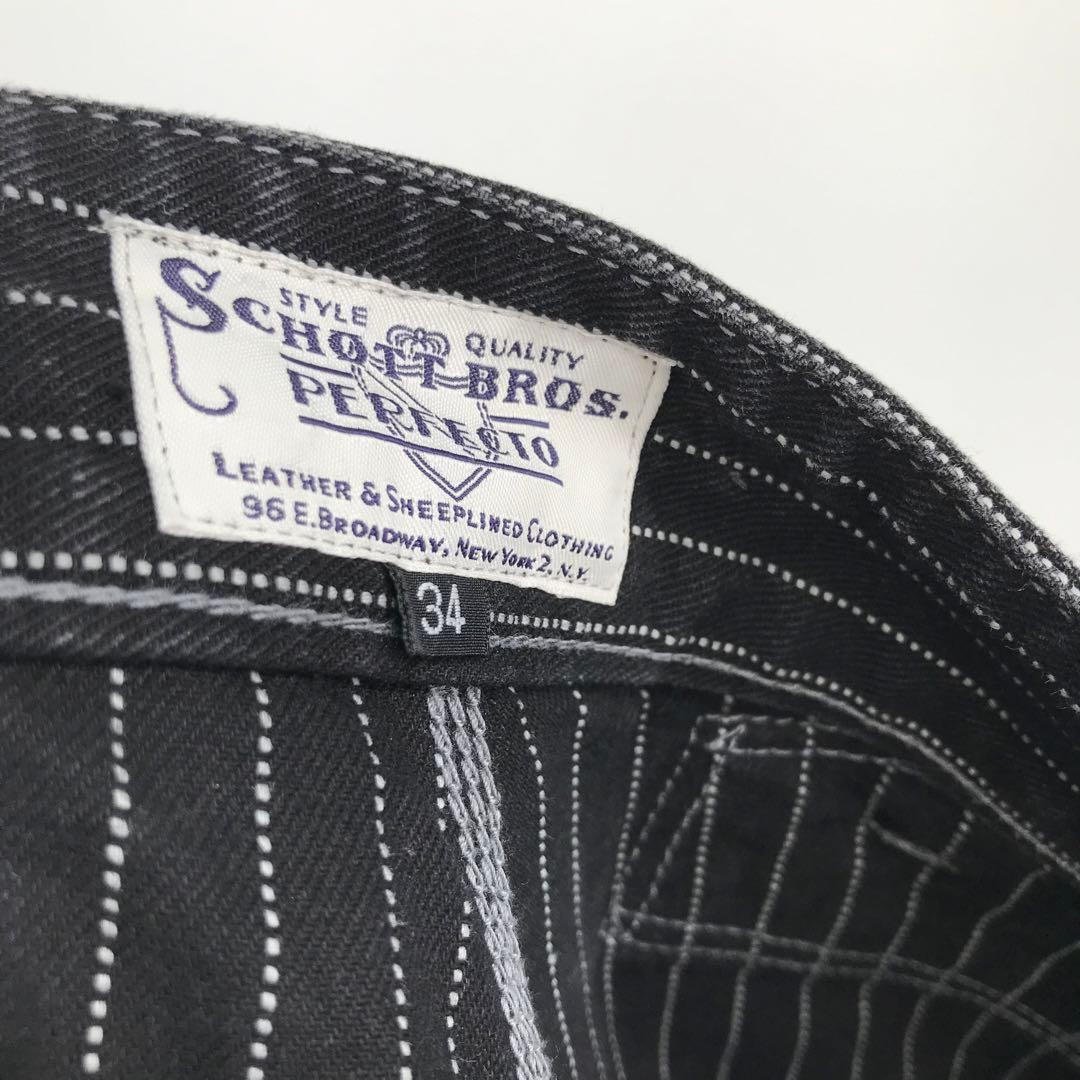 STYLE QUALITY
SCHOTT BROS.
PERFECTO
LEATHER & SHEEPLINED CLOTHING
96 E. BROADWAY, NEW YORK 2, N.Y.
34